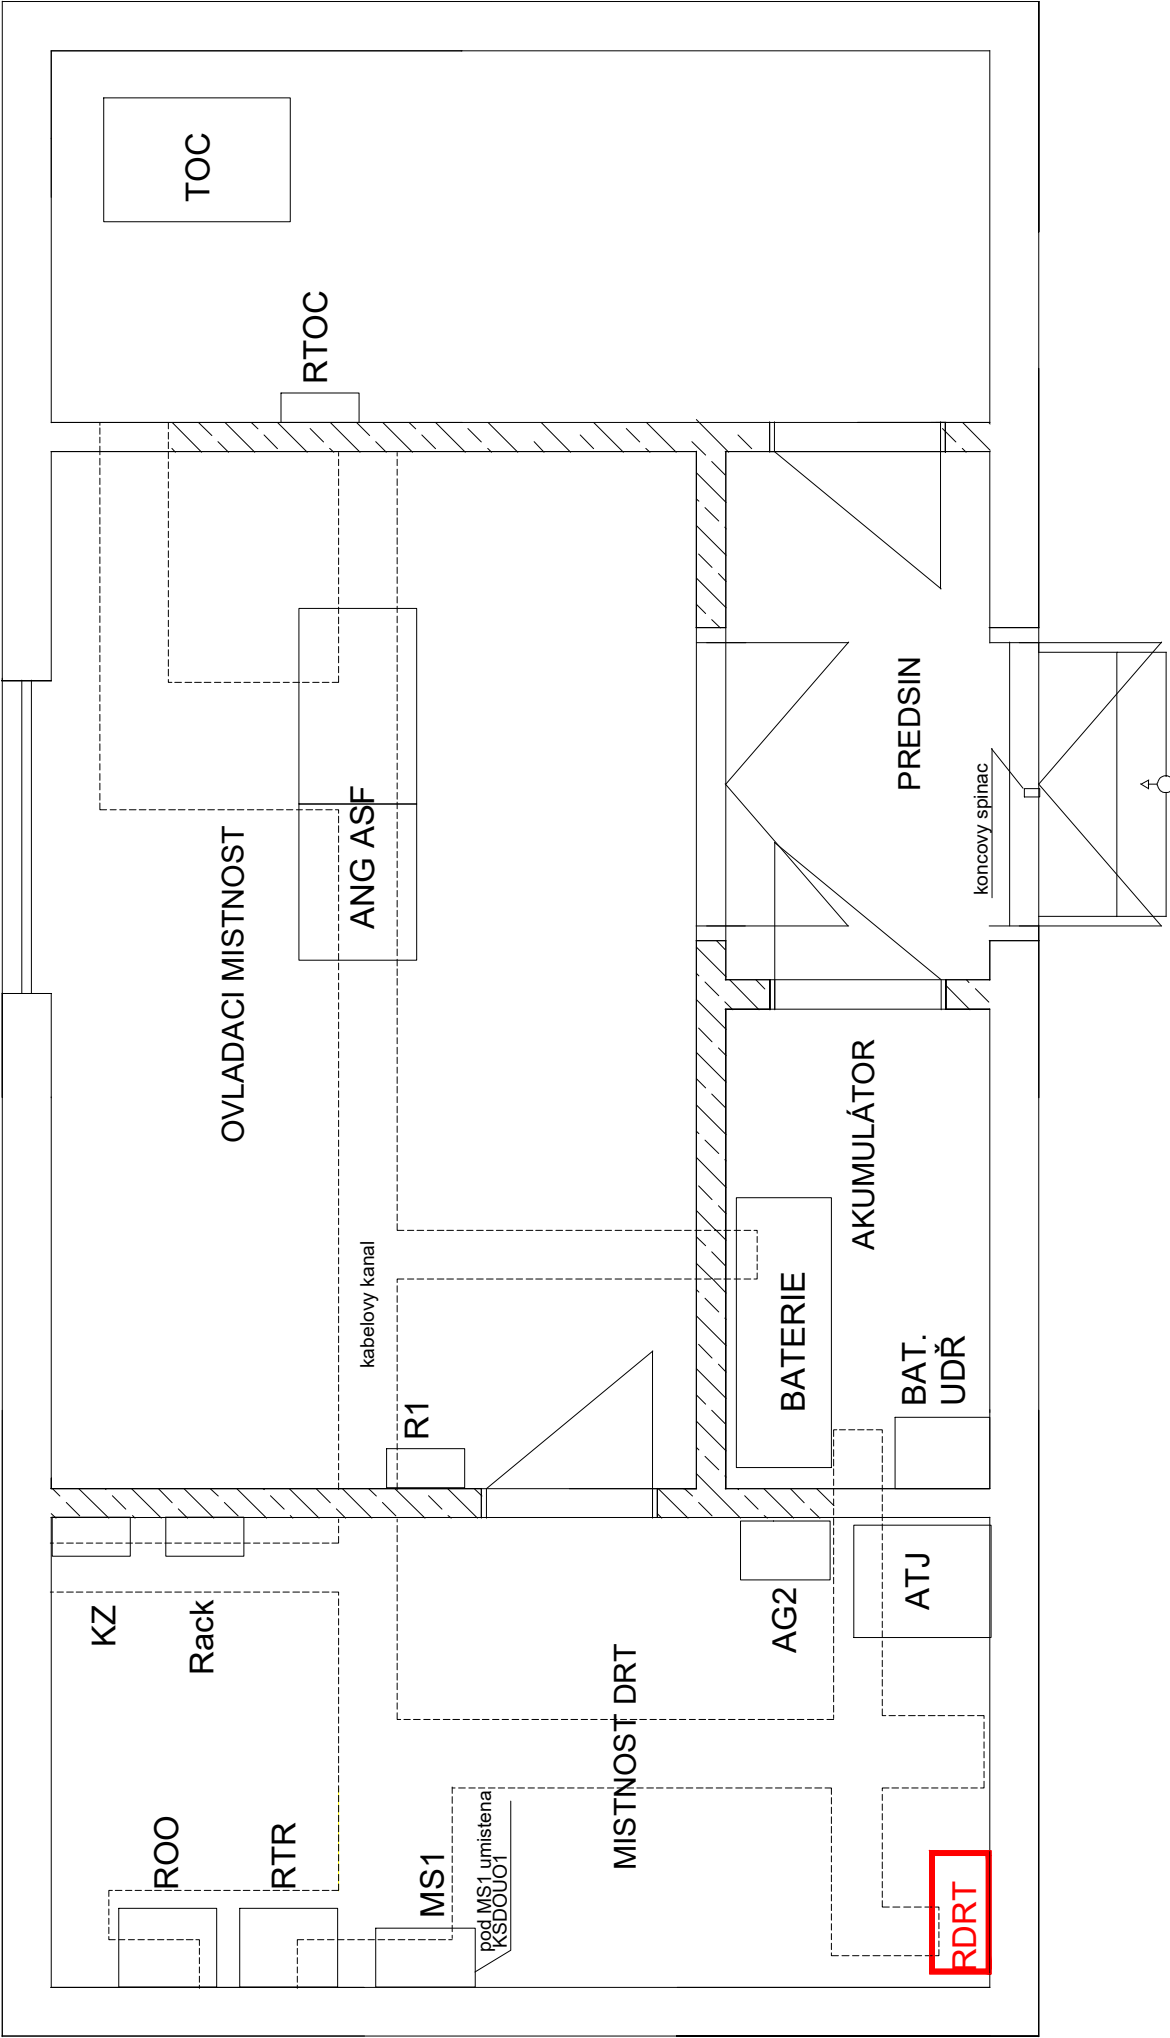 TOC
RTOC
OVLADACI MISTNOST
ANG ASF
PREDSIN
koncovy spinac
kabelovy kanal
AKUMULÁTOR
BATERIE
BAT.
UDŘ
R1
KZ
Rack
AG2
ATJ
MISTNOST DRT
ROO
RTR
MS1
pod MS1 umistena
KSDOUO1
RDRT